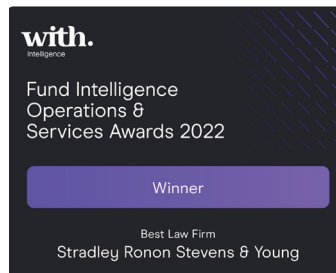 with.
Intelligence
Fund Intelligence
Operations &
Services Awards 2022
Winner
Best Law Firm
Stradley Ronon Stevens & Young